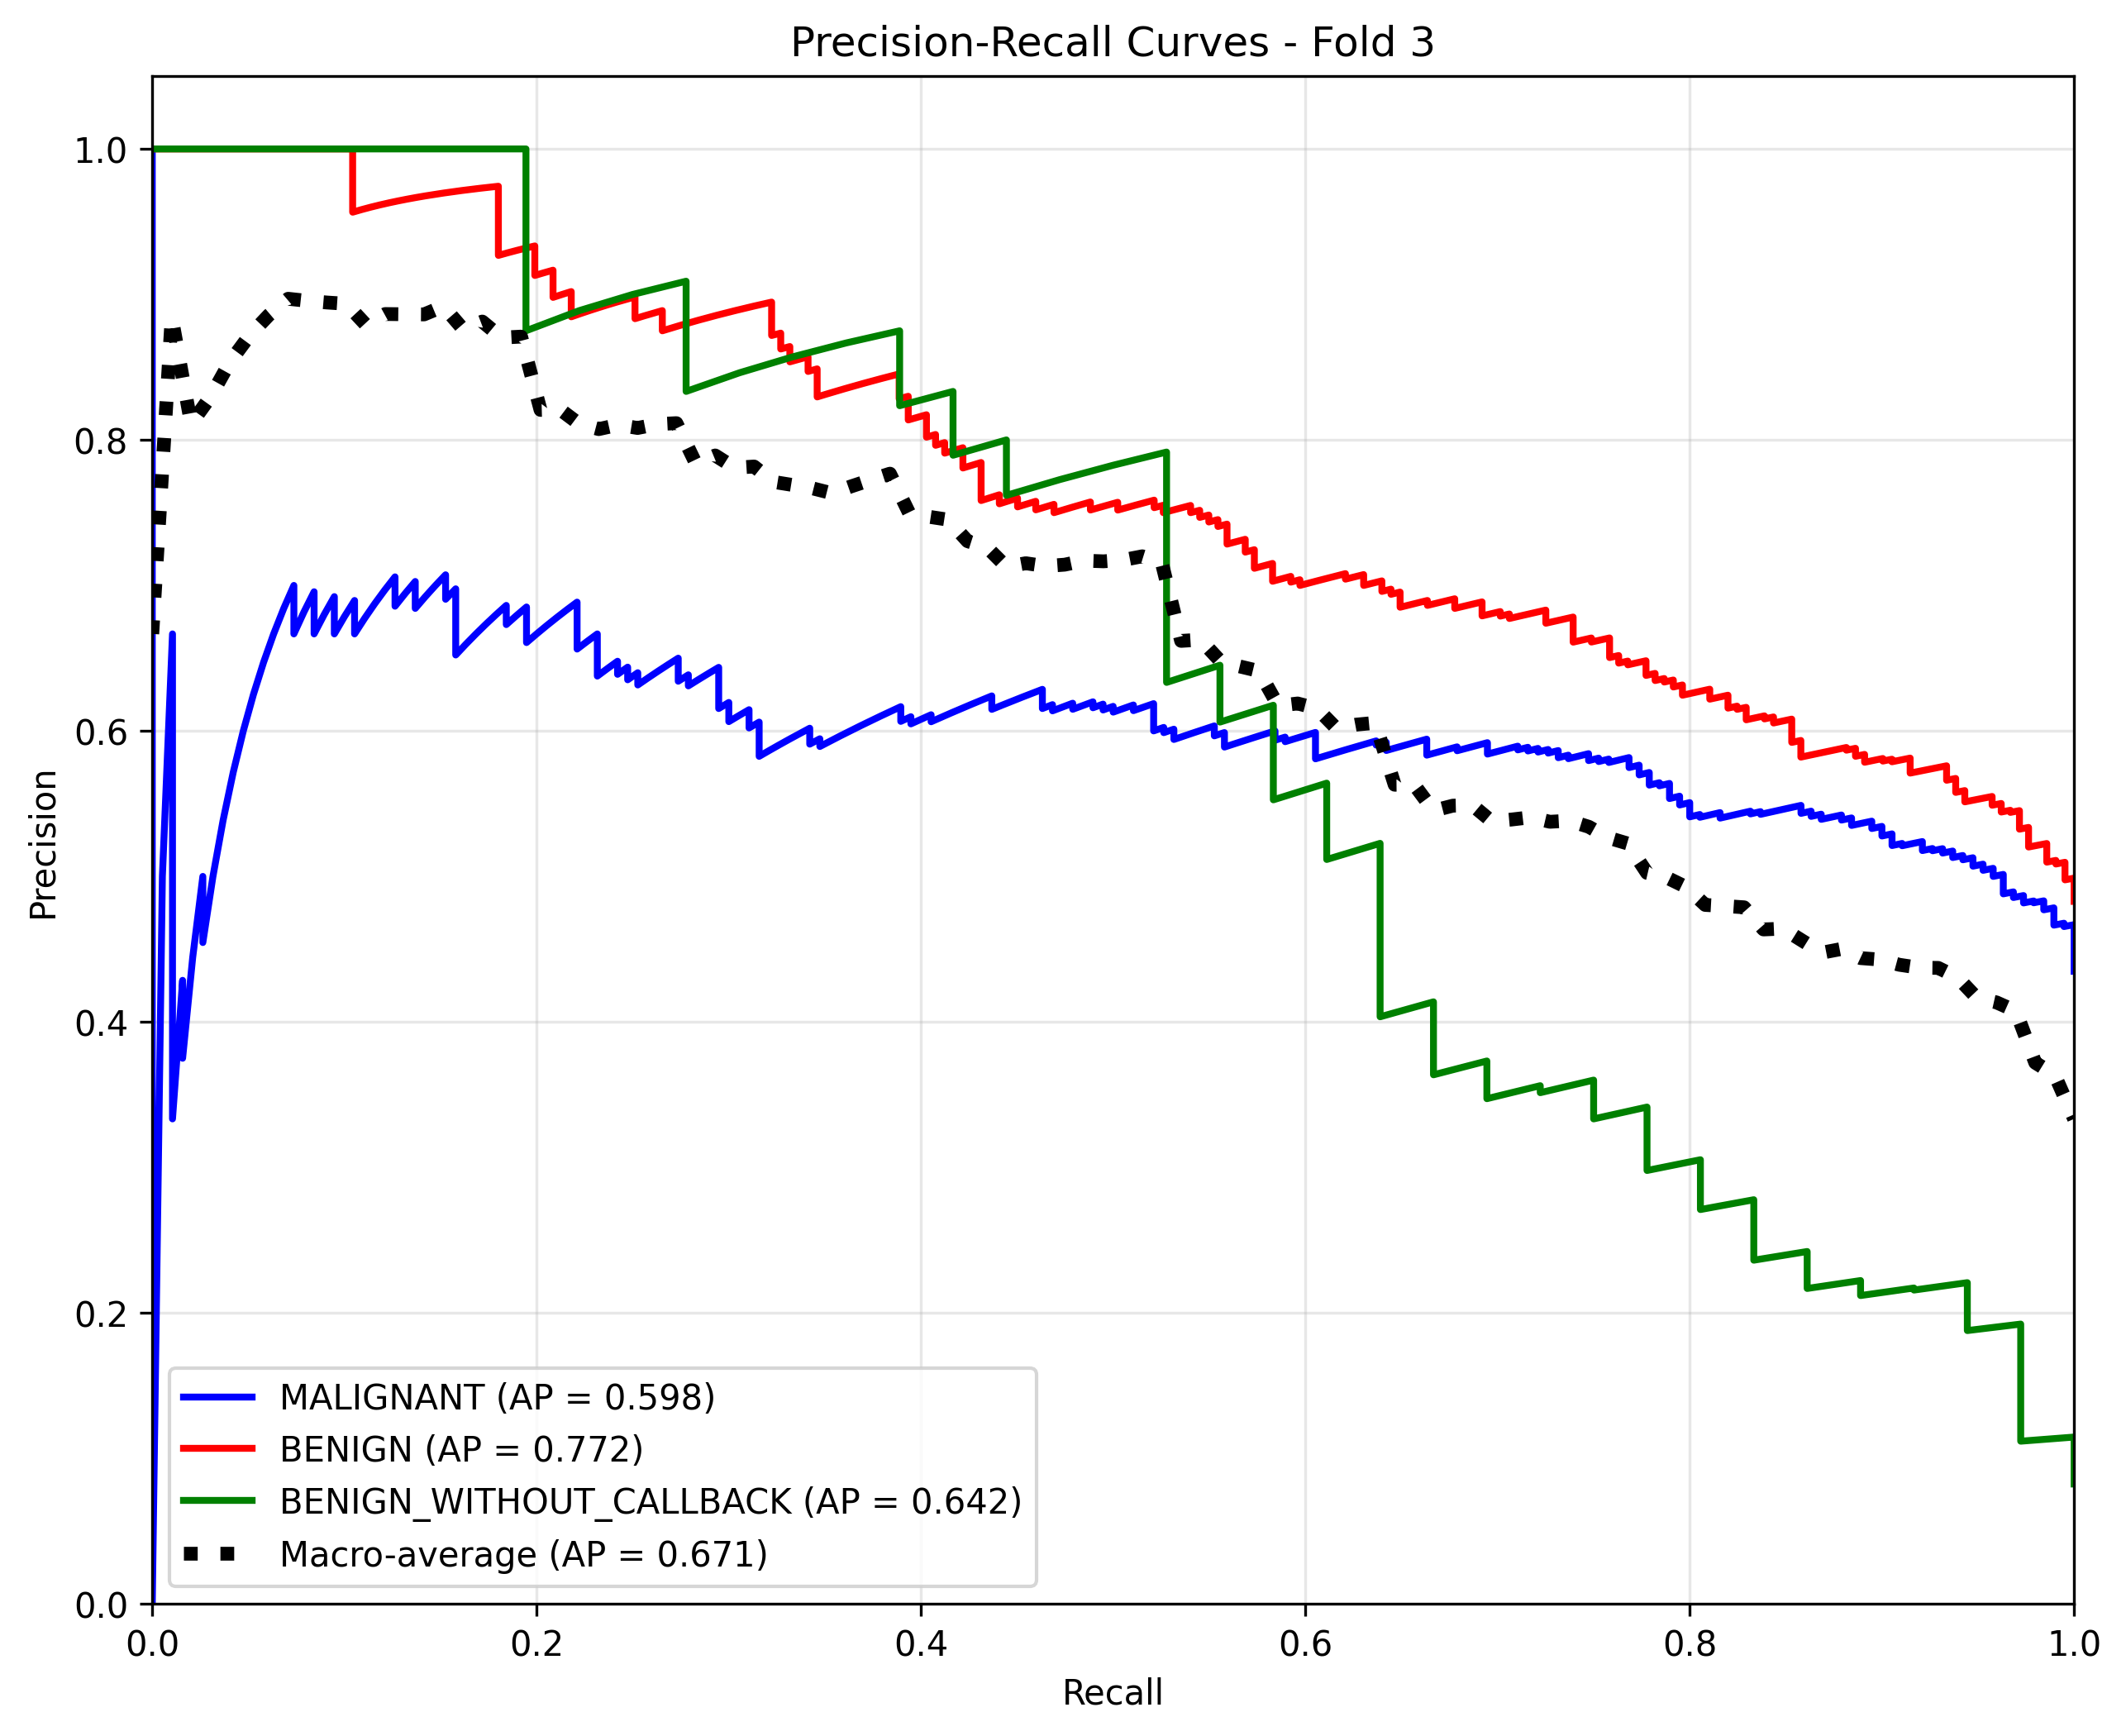 Precision-Recall Curves - Fold 3
Precision
1.0
0.8
0.6
0.4
0.2
0.0
MALIGNANT (AP = 0.598)
BENIGN (AP = 0.772)
BENIGN_WITHOUT_CALLBACK (AP = 0.642)
Macro-average (AP = 0.671)
0.0 0.2 0.4 0.6 0.8 1.0
Recall